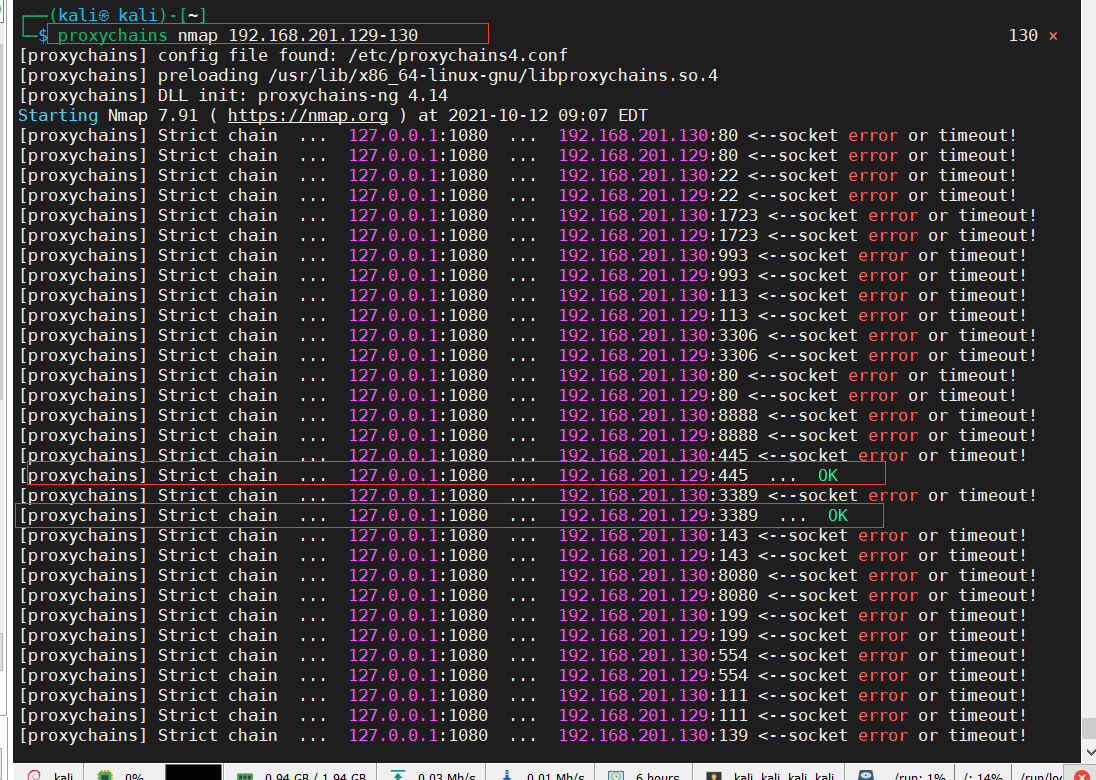 ┌──(kali㉿kali)-[~]
└─$ proxychains nmap 192.168.201.129-130 130 ⨯
[proxychains] config file found: /etc/proxychains4.conf
[proxychains] preloading /usr/lib/x86_64-linux-gnu/libproxychains.so.4
[proxychains] DLL init: proxychains-ng 4.14
Starting Nmap 7.91 ( https://nmap.org ) at 2021-10-12 09:07 EDT
[proxychains] Strict chain ... 127.0.0.1:1080 ... 192.168.201.130:80 <--socket error or timeout!
[proxychains] Strict chain ... 127.0.0.1:1080 ... 192.168.201.129:80 <--socket error or timeout!
[proxychains] Strict chain ... 127.0.0.1:1080 ... 192.168.201.130:22 <--socket error or timeout!
[proxychains] Strict chain ... 127.0.0.1:1080 ... 192.168.201.129:22 <--socket error or timeout!
[proxychains] Strict chain ... 127.0.0.1:1080 ... 192.168.201.130:1723 <--socket error or timeout!
[proxychains] Strict chain ... 127.0.0.1:1080 ... 192.168.201.129:1723 <--socket error or timeout!
[proxychains] Strict chain ... 127.0.0.1:1080 ... 192.168.201.130:993 <--socket error or timeout!
[proxychains] Strict chain ... 127.0.0.1:1080 ... 192.168.201.129:993 <--socket error or timeout!
[proxychains] Strict chain ... 127.0.0.1:1080 ... 192.168.201.130:113 <--socket error or timeout!
[proxychains] Strict chain ... 127.0.0.1:1080 ... 192.168.201.129:113 <--socket error or timeout!
[proxychains] Strict chain ... 127.0.0.1:1080 ... 192.168.201.130:3306 <--socket error or timeout!
[proxychains] Strict chain ... 127.0.0.1:1080 ... 192.168.201.129:3306 <--socket error or timeout!
[proxychains] Strict chain ... 127.0.0.1:1080 ... 192.168.201.130:80 <--socket error or timeout!
[proxychains] Strict chain ... 127.0.0.1:1080 ... 192.168.201.129:80 <--socket error or timeout!
[proxychains] Strict chain ... 127.0.0.1:1080 ... 192.168.201.130:8888 <--socket error or timeout!
[proxychains] Strict chain ... 127.0.0.1:1080 ... 192.168.201.129:8888 <--socket error or timeout!
[proxychains] Strict chain ... 127.0.0.1:1080 ... 192.168.201.130:445 <--socket error or timeout!
[proxychains] Strict chain ... 127.0.0.1:1080 ... 192.168.201.129:445 ... OK
[proxychains] Strict chain ... 127.0.0.1:1080 ... 192.168.201.130:3389 <--socket error or timeout!
[proxychains] Strict chain ... 127.0.0.1:1080 ... 192.168.201.129:3389 ... OK
[proxychains] Strict chain ... 127.0.0.1:1080 ... 192.168.201.130:143 <--socket error or timeout!
[proxychains] Strict chain ... 127.0.0.1:1080 ... 192.168.201.129:143 <--socket error or timeout!
[proxychains] Strict chain ... 127.0.0.1:1080 ... 192.168.201.130:8080 <--socket error or timeout!
[proxychains] Strict chain ... 127.0.0.1:1080 ... 192.168.201.129:8080 <--socket error or timeout!
[proxychains] Strict chain ... 127.0.0.1:1080 ... 192.168.201.130:199 <--socket error or timeout!
[proxychains] Strict chain ... 127.0.0.1:1080 ... 192.168.201.129:199 <--socket error or timeout!
[proxychains] Strict chain ... 127.0.0.1:1080 ... 192.168.201.130:554 <--socket error or timeout!
[proxychains] Strict chain ... 127.0.0.1:1080 ... 192.168.201.129:554 <--socket error or timeout!
[proxychains] Strict chain ... 127.0.0.1:1080 ... 192.168.201.130:111 <--socket error or timeout!
[proxychains] Strict chain ... 127.0.0.1:1080 ... 192.168.201.129:111 <--socket error or timeout!
[proxychains] Strict chain ... 127.0.0.1:1080 ... 192.168.201.130:139 <--socket error or timeout!
kali 0% 0.94 GB / 1.94 GB 0.03 Mb/s 0.01 Mb/s 6 hours kali kali kali kali /run: 1% /: 14%